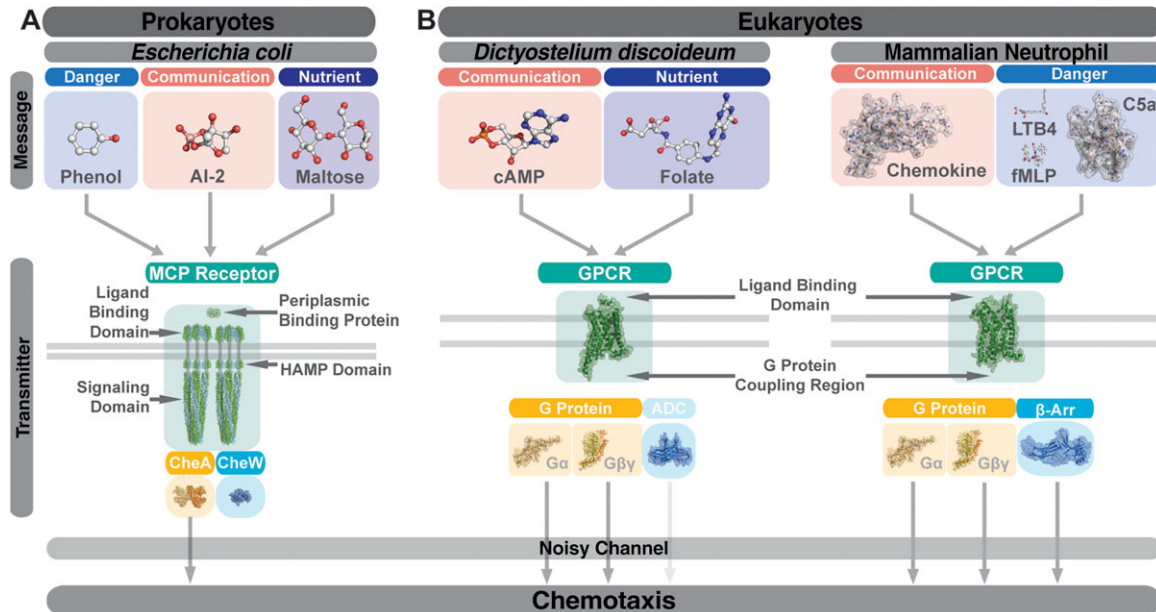 A
Prokaryotes
Escherichia coli
Message
Danger
Communication
Nutrient
Phenol
AI-2
Maltose
Transmitter
MCP Receptor
Ligand
Binding
Domain
Periplasmic
Binding Protein
HAMP Domain
Signaling
Domain
CheA
CheW
B
Eukaryotes
Dictyostelium discoideum
Mammalian Neutrophil
Communication
Nutrient
Communication
Danger
cAMP
Folate
Chemokine
LTB4
fMLP
C5a
GPCR
GPCR
Ligand Binding
Domain
G Protein
Coupling Region
G Protein
ADC
Gα
Gβγ
G Protein
β-Arr
Gα
Gβγ
Noisy Channel
Chemotaxis